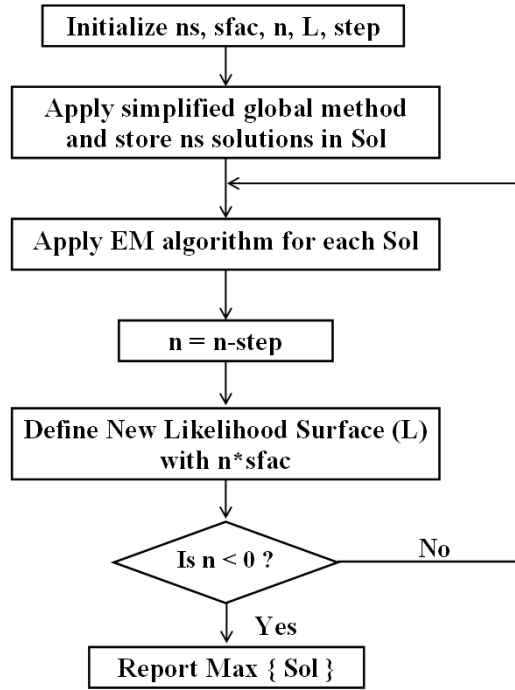 Initialize ns, sfac, n, L, step
Apply simplified global method
and store ns solutions in Sol
Apply EM algorithm for each Sol
n = n-step
Define New Likelihood Surface (L)
with n*sfac
Is n < 0 ?
No
Yes
Report Max { Sol }